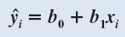 ŷᵢ = b₀ + b₁xᵢ